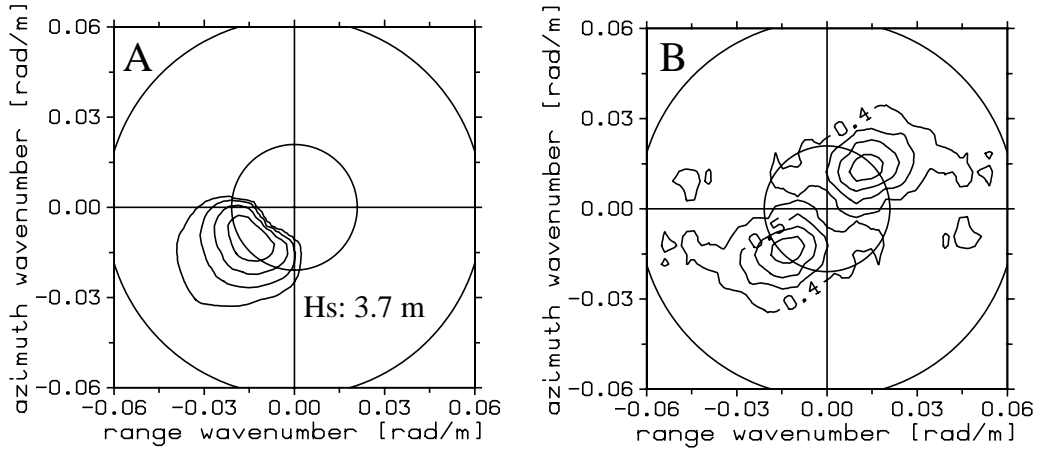 A
azimuth wavenumber [rad/m]
0.06
0.03
0.00
-0.03
-0.06
Hs: 3.7 m
-0.06 -0.03 0.00 0.03 0.06
range wavenumber [rad/m]
B
azimuth wavenumber [rad/m]
0.06
0.03
0.00
-0.03
-0.06
0.4
0.5
0.4
-0.06 -0.03 0.00 0.03 0.06
range wavenumber [rad/m]